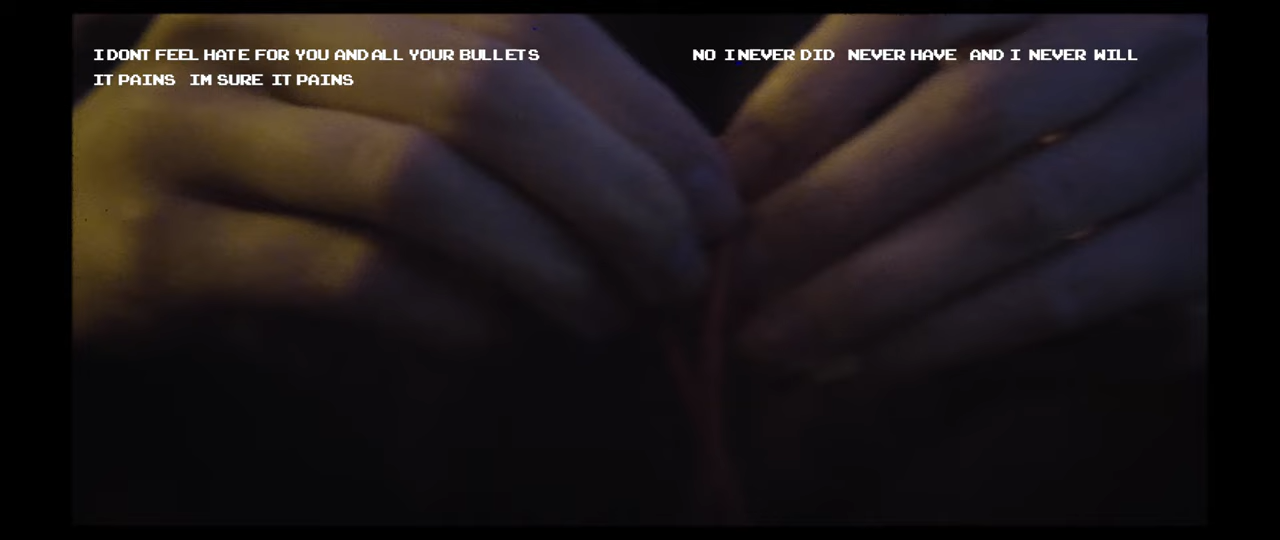 I DONT FEEL HATE FOR YOU AND ALL YOUR BULLETS
IT PAINS IM SURE IT PAINS
NO I NEVER DID NEVER HAVE AND I NEVER WILL